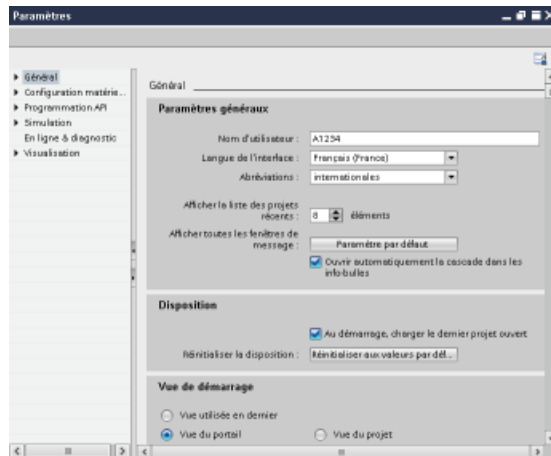 Paramètres
Général
Configuration matérie...
Programmation API
Simulation
En ligne & diagnostic
Visualisation
Général
Paramètres généraux
Nom d'utilisateur : A1234
Langue de l'interface : Français (France)
Abréviations : internationales
Afficher la liste des projets
récents : 8 éléments
Afficher toutes les fenêtres de
message : Paramètre par défaut
Ouvrir automatiquement la cascade dans les
info-bulles
Disposition
Au démarrage, charger le dernier projet ouvert
Réinitialiser la disposition : Réinitialiser aux valeurs par dél...
Vue de démarrage
Vue utilisée en dernier
Vue du portail Vue du projet